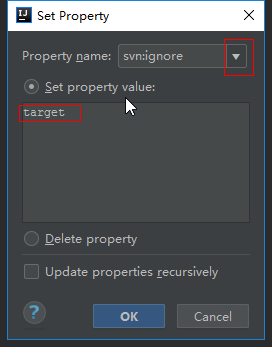 Set Property
Property name: svn:ignore
Set property value:
target
Delete property
Update properties recursively
? OK Cancel